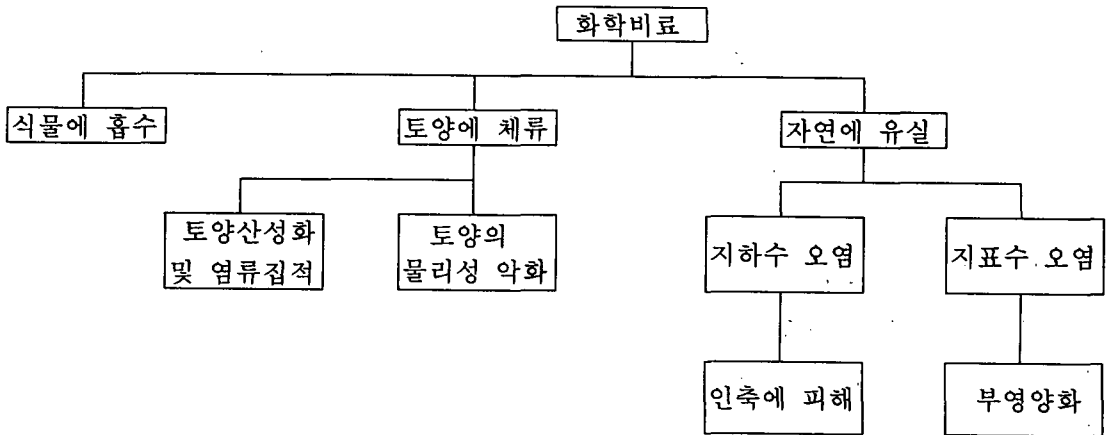 화학비료
식물에 흡수
토양에 체류
자연에 유실
토양산성화
및 염류집적
토양의
물리성 악화
지하수 오염
지표수 오염
인축에 피해
부영양화